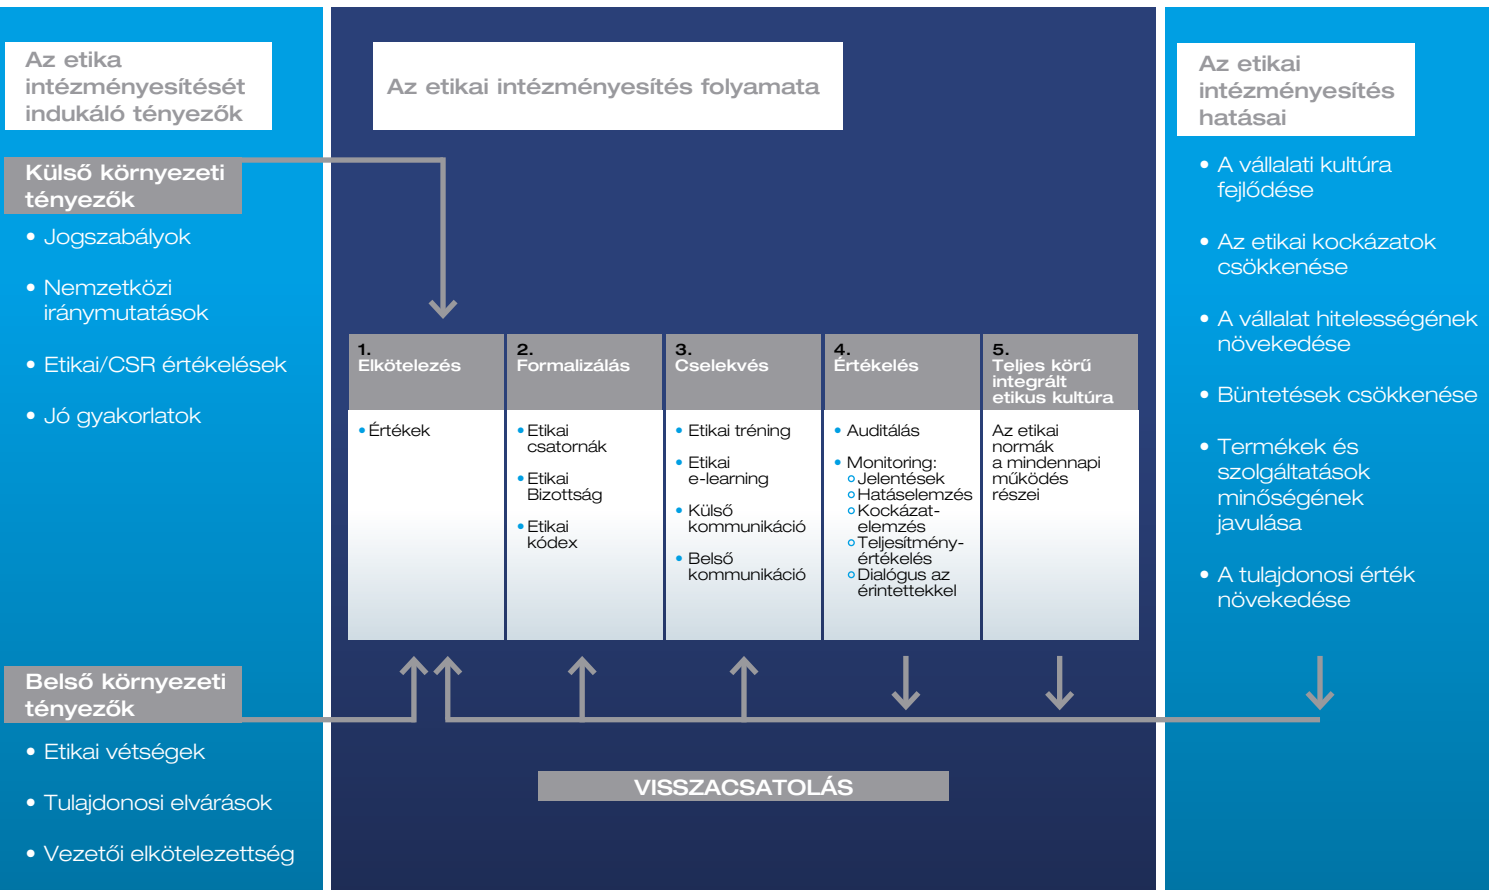 Az etika
intézményesítését
indukáló tényezők
Külső környezeti
tényezők
• Jogszabályok
• Nemzetközi
iránymutatások
• Etikai/CSR értékelések
• Jó gyakorlatok
Belső környezeti
tényezők
• Etikai vétségek
• Tulajdonosi elvárások
• Vezetői elkötelezettség
Az etikai intézményesítés folyamata
1.
Elkötelezés
• Értékek
2.
Formalizálás
• Etikai
csatornák
• Etikai
Bizottság
• Etikai
kódex
3.
Cselekvés
• Etikai tréning
• Etikai
e-learning
• Külső
kommunikáció
• Belső
kommunikáció
4.
Értékelés
• Auditálás
• Monitoring:
Jelentések
Hatáselemzés
Kockázat-
elemzés
Teljesítmény-
értékelés
Dialógus az
érintettekkel
5.
Teljes körű
integrált
etikus kultúra
Az etikai
normák
a mindennapi
működés
részei
VISSZACSATOLÁS
Az etikai
intézményesítés
hatásai
• A vállalati kultúra
fejlődése
• Az etikai kockázatok
csökkenése
• A vállalat hitelességének
növekedése
• Büntetések csökkenése
• Termékek és
szolgáltatások
minőségének
javulása
• A tulajdonosi érték
növekedése